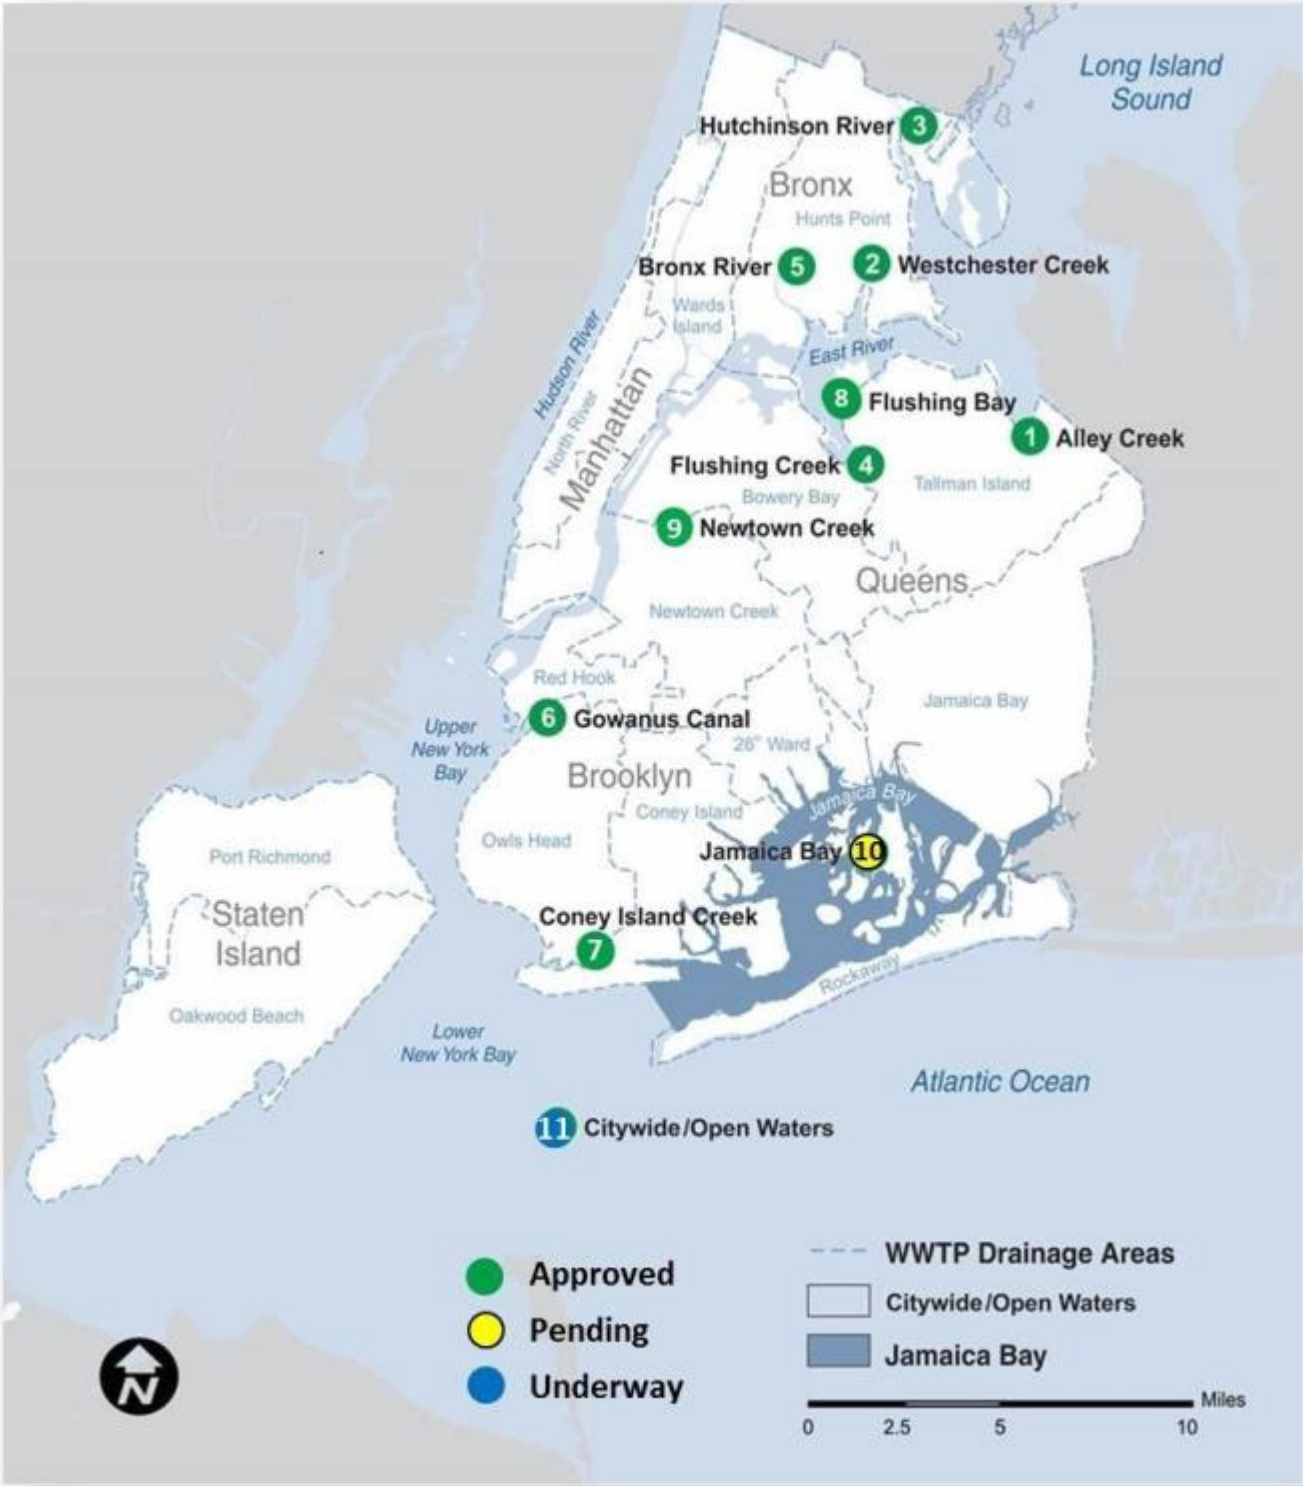 Long Island
Sound
Hutchinson River 3
Bronx
Hunts Point
Bronx River 5
2 Westchester Creek
Wards
Island
Hudson River
East River
North River
Manhattan
8 Flushing Bay
1 Alley Creek
Flushing Creek 4
Tallman Island
Bowery Bay
9 Newtown Creek
Queens
Newtown Creek
Red Hook
Jamaica Bay
6 Gowanus Canal
Upper
New York
Bay
26th Ward
Brooklyn
Jamaica Bay
Coney Island
Owls Head
Jamaica Bay 10
Port Richmond
Staten
Island
Coney Island Creek
7
Rockaway
Oakwood Beach
Lower
New York Bay
Atlantic Ocean
11 Citywide/Open Waters
Approved
Pending
Underway
WWTP Drainage Areas
Citywide/Open Waters
Jamaica Bay
Miles
0 2.5 5 10
N